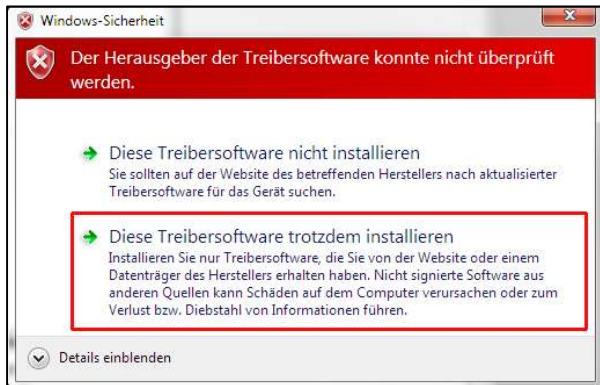 Windows-Sicherheit
Der Herausgeber der Treibersoftware konnte nicht überprüft
werden.
Diese Treibersoftware nicht installieren
Sie sollten auf der Website des betreffenden Herstellers nach aktualisierter
Treibersoftware für das Gerät suchen.
Diese Treibersoftware trotzdem installieren
Installieren Sie nur Treibersoftware, die Sie von der Website oder einem
Datenträger des Herstellers erhalten haben. Nicht signierte Software aus
anderen Quellen kann Schäden auf dem Computer verursachen oder zum
Verlust bzw. Diebstahl von Informationen führen.
Details einblenden